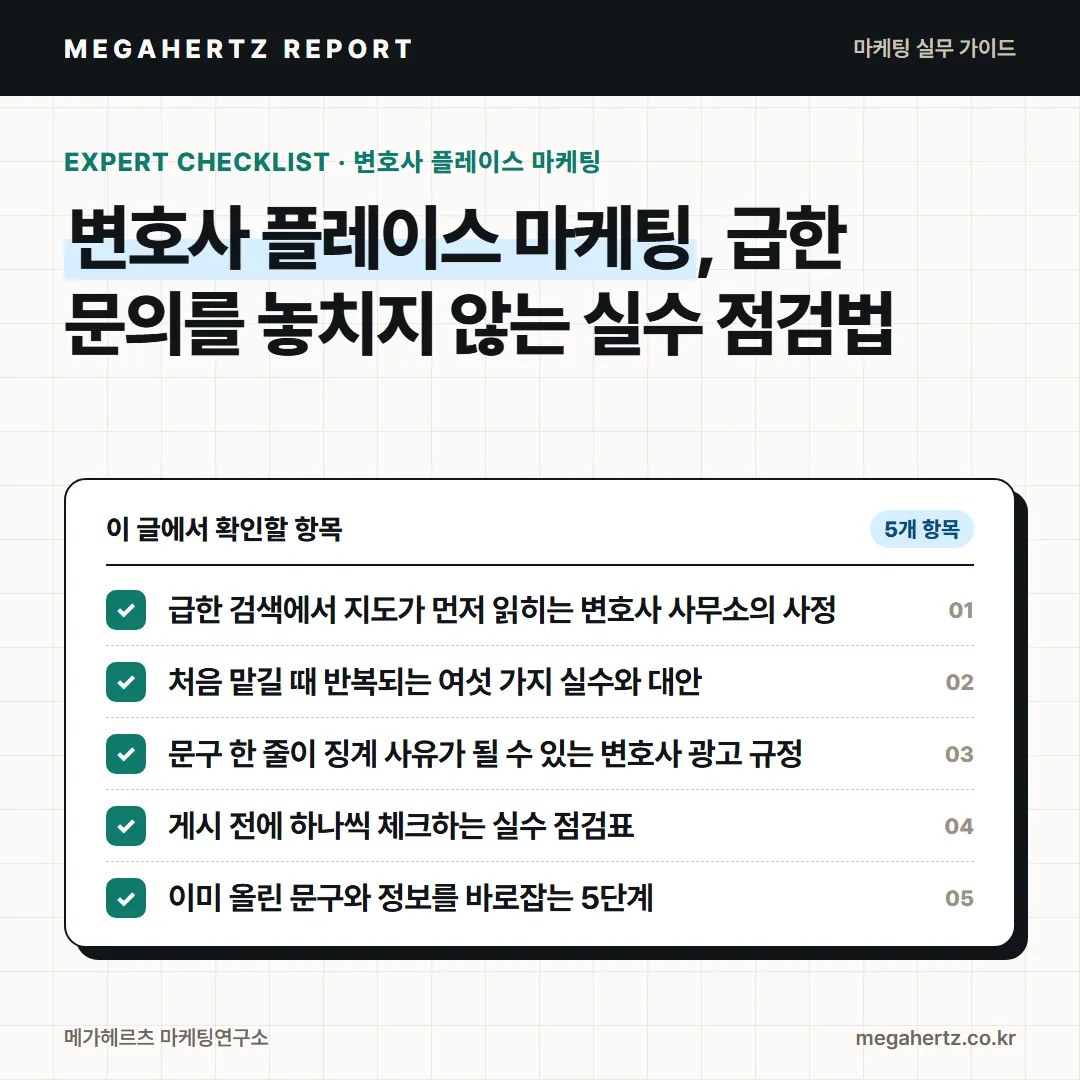 MEGAHERTZ REPORT
마케팅 실무 가이드
EXPERT CHECKLIST · 변호사 플레이스 마케팅
변호사 플레이스 마케팅, 급한
문의를 놓치지 않는 실수 점검법
이 글에서 확인할 항목
5개 항목
급한 검색에서 지도가 먼저 읽히는 변호사 사무소의 사정
01
처음 맡길 때 반복되는 여섯 가지 실수와 대안
02
문구 한 줄이 징계 사유가 될 수 있는 변호사 광고 규정
03
게시 전에 하나씩 체크하는 실수 점검표
04
이미 올린 문구와 정보를 바로잡는 5단계
05
메가헤르츠 마케팅연구소
megahertz.co.kr